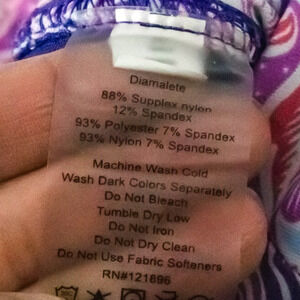 Diamalete
88% Supplex nylon
12% Spandex
93% Polyester 7% Spandex
93% Nylon 7% Spandex
Machine Wash Cold
Wash Dark Colors Separately
Do Not Bleach
Tumble Dry Low
Do Not Iron
Do Not Dry Clean
Do Not Use Fabric Softeners
RN#121896